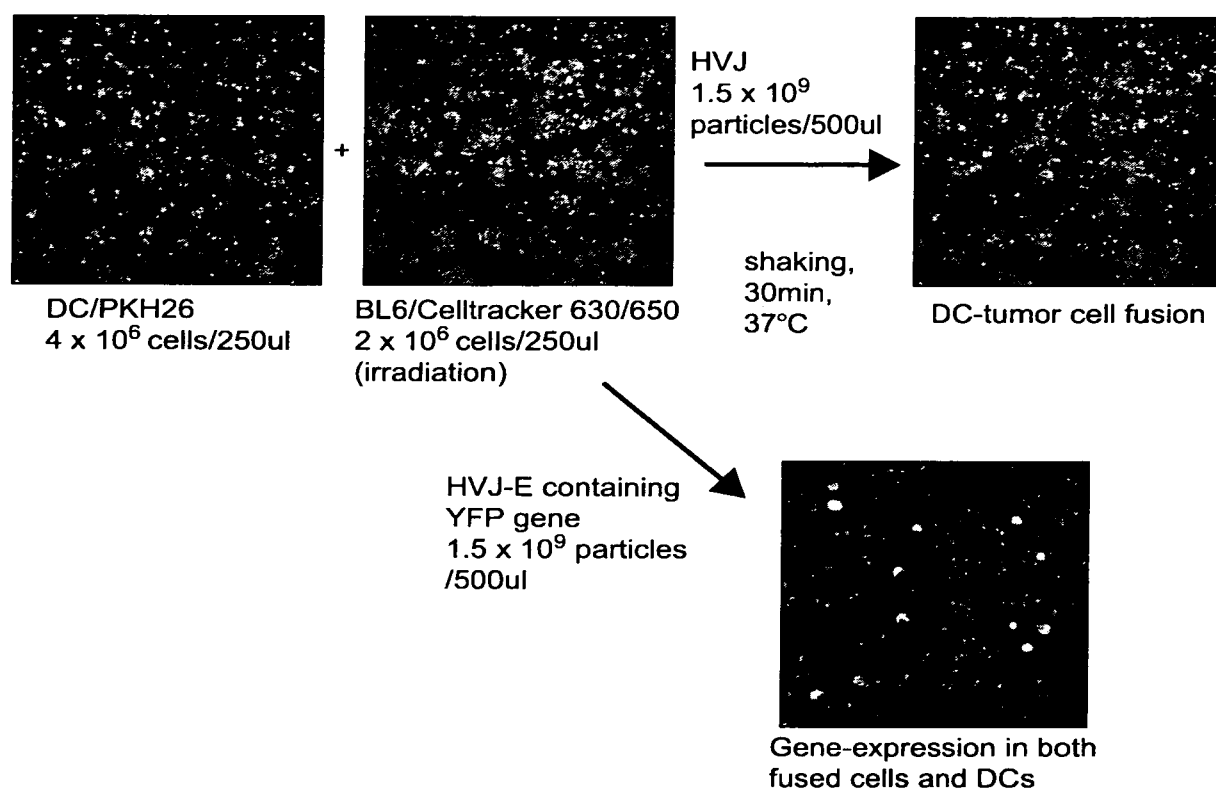 +
HVJ
1.5 x 10⁹
particles/500ul
shaking,
30min,
37°C
DC/PKH26
4 x 10⁶ cells/250ul
BL6/Celltracker 630/650
2 x 10⁶ cells/250ul
(irradiation)
DC-tumor cell fusion
HVJ-E containing
YFP gene
1.5 x 10⁹ particles
/500ul
Gene-expression in both
fused cells and DCs